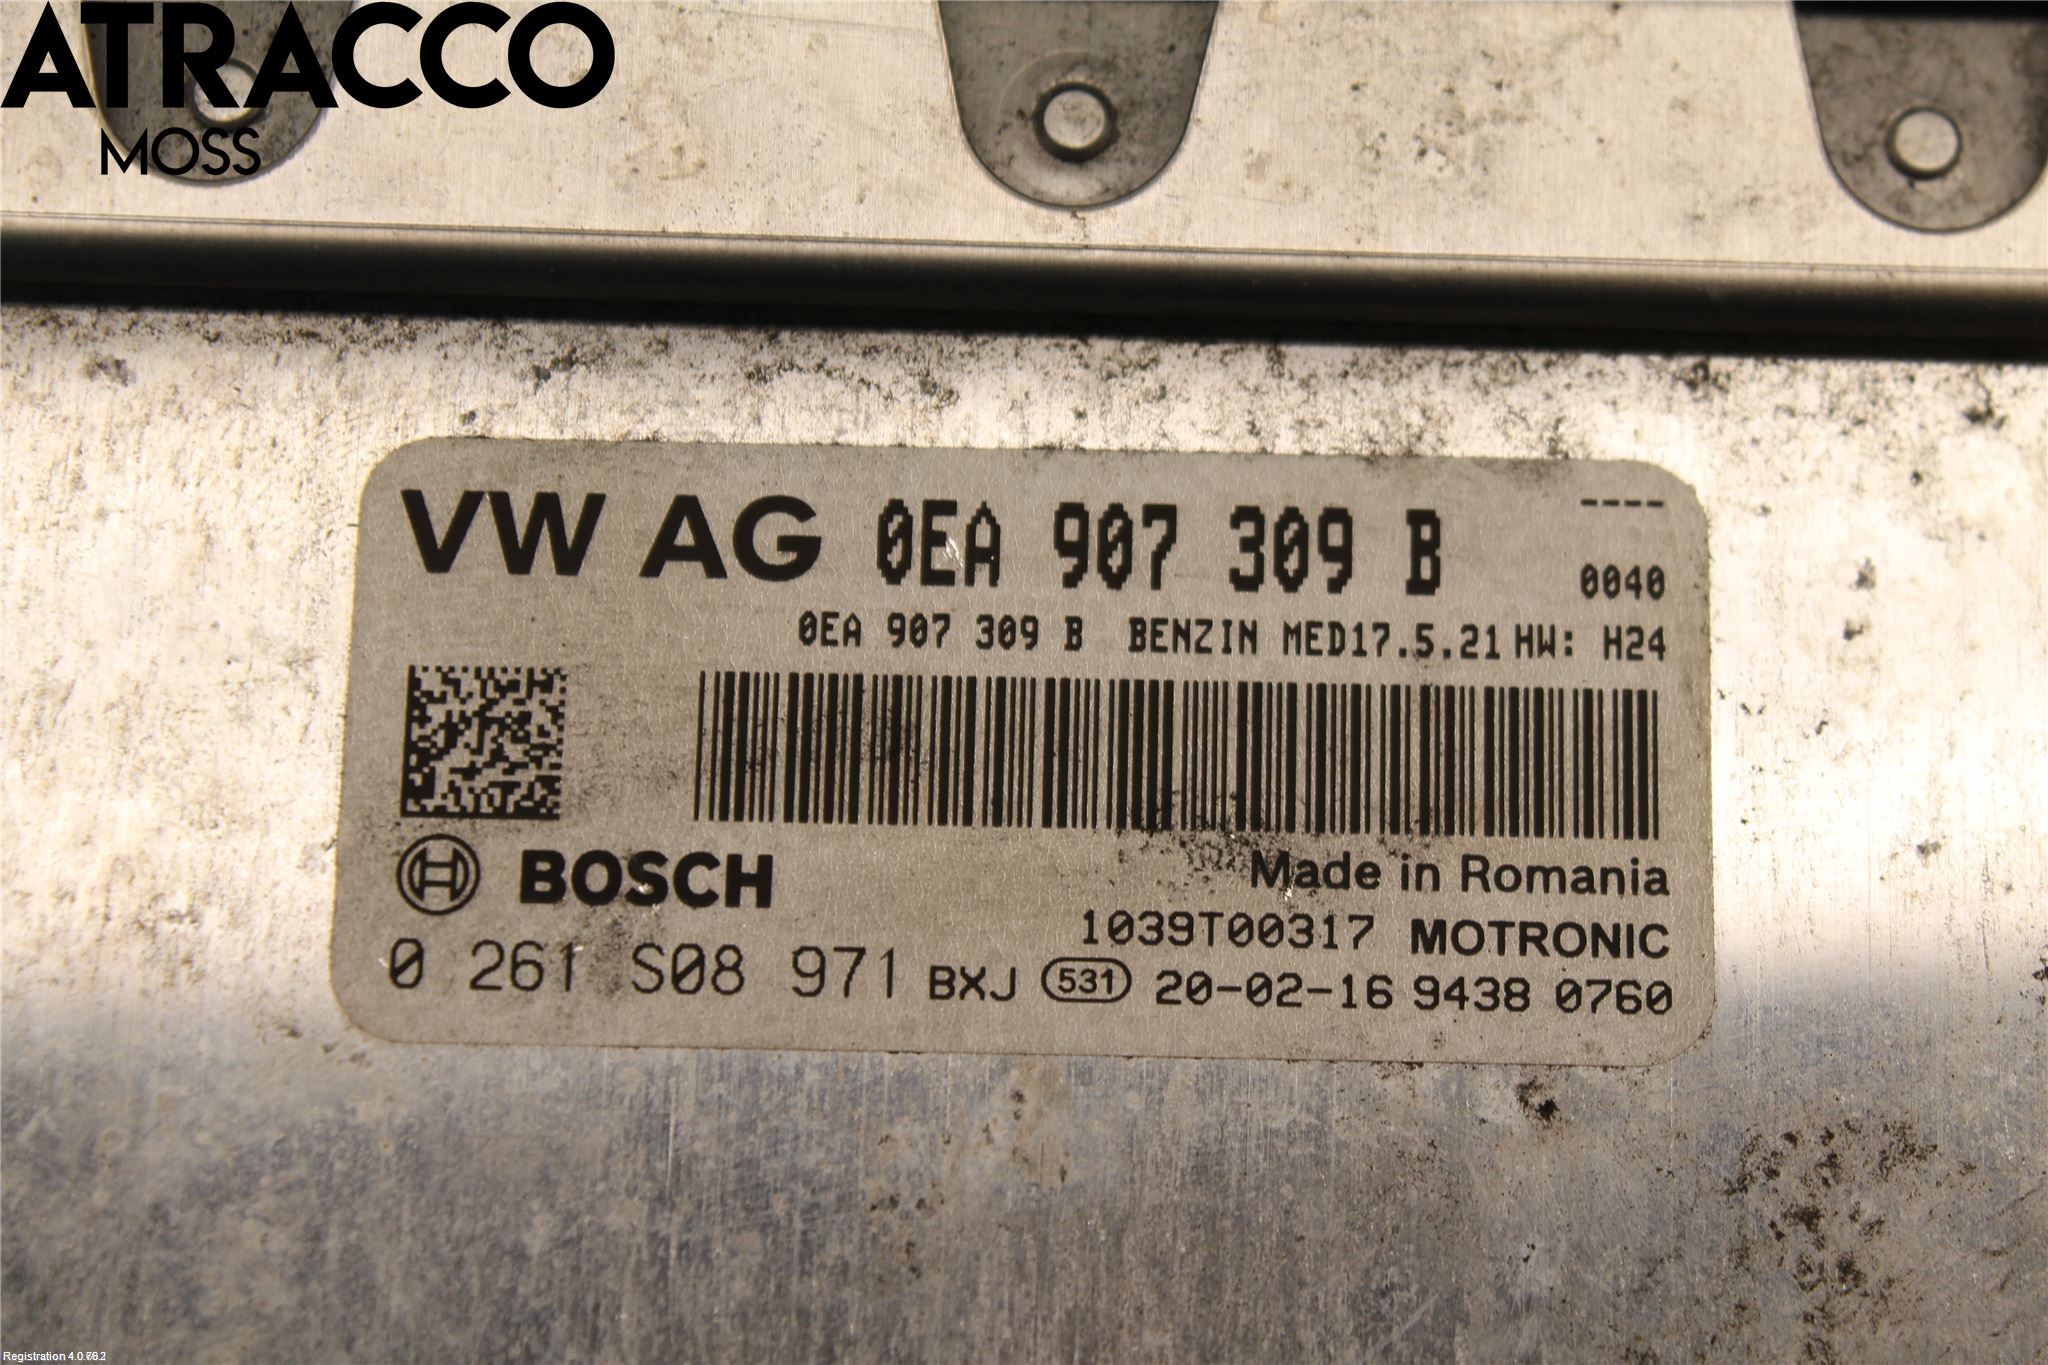 ATRACCO
MOSS
VW AG 0EA 907 309 B ----
0040
0EA 907 309 B BENZIN MED17.5.21 HW: H24
BOSCH
Made in Romania
1039T00317 MOTRONIC
0 261 S08 971 BXJ 531 20-02-16 9438 0760